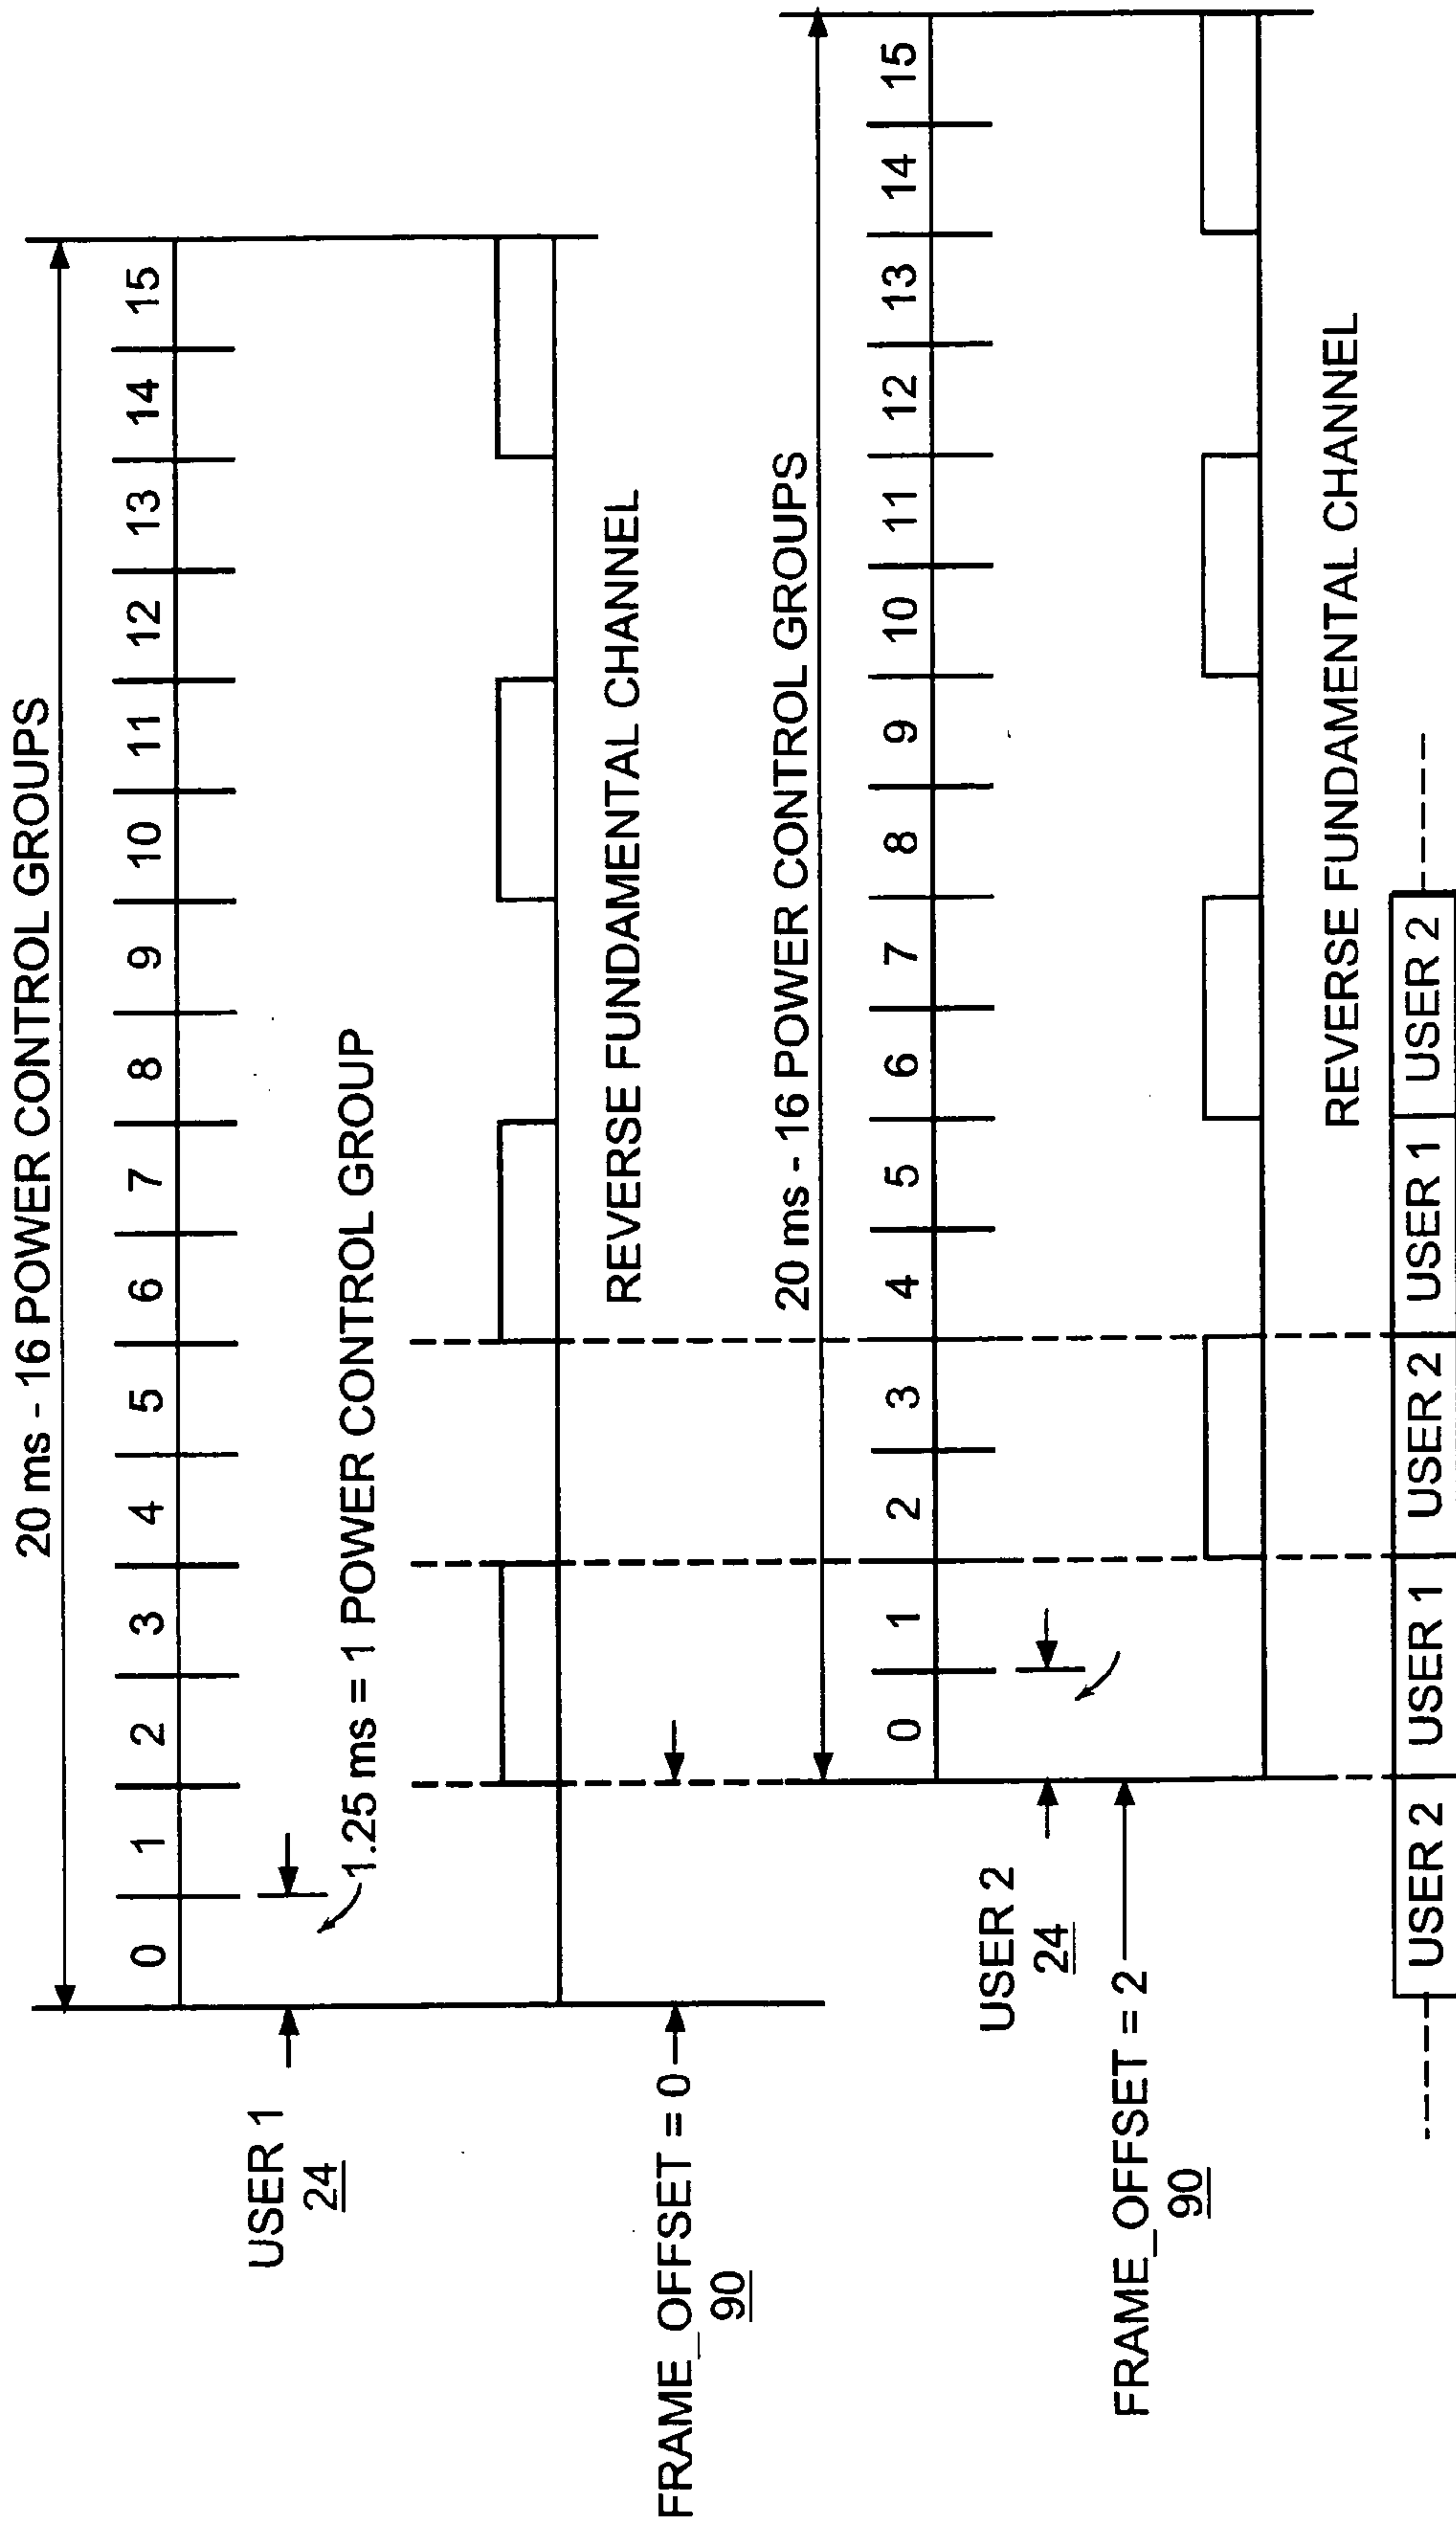 20 ms - 16 POWER CONTROL GROUPS
0 1 2 3 4 5 6 7 8 9 10 11 12 13 14 15
USER 1
24
1.25 ms = 1 POWER CONTROL GROUP
REVERSE FUNDAMENTAL CHANNEL
FRAME_OFFSET = 0
90
20 ms - 16 POWER CONTROL GROUPS
0 1 2 3 4 5 6 7 8 9 10 11 12 13 14 15
USER 2
24
FRAME_OFFSET = 2
90
REVERSE FUNDAMENTAL CHANNEL
USER 2 USER 1 USER 2 USER 1 USER 2